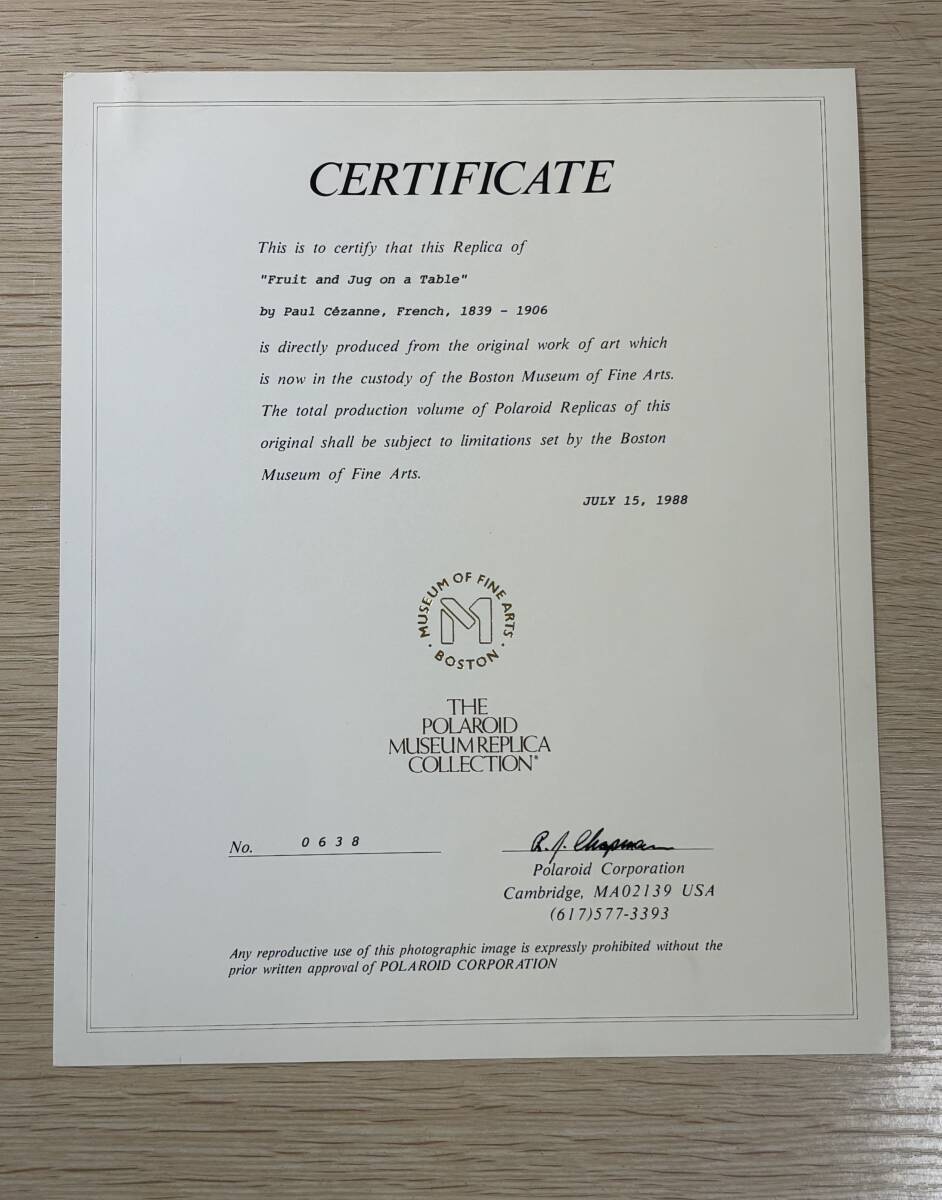 CERTIFICATE
This is to certify that this Replica of
"Fruit and Jug on a Table"
by Paul Cézanne, French, 1839 - 1906
is directly produced from the original work of art which
is now in the custody of the Boston Museum of Fine Arts.
The total production volume of Polaroid Replicas of this
original shall be subject to limitations set by the Boston
Museum of Fine Arts.
JULY 15, 1988
MUSEUM OF FINE ARTS
M
· BOSTON ·
THE
POLAROID
MUSEUM REPLICA
COLLECTION*
No. 0638
R. J. Chapman
Polaroid Corporation
Cambridge, MA02139 USA
(617)577-3393
Any reproductive use of this photographic image is expressly prohibited without the
prior written approval of POLAROID CORPORATION